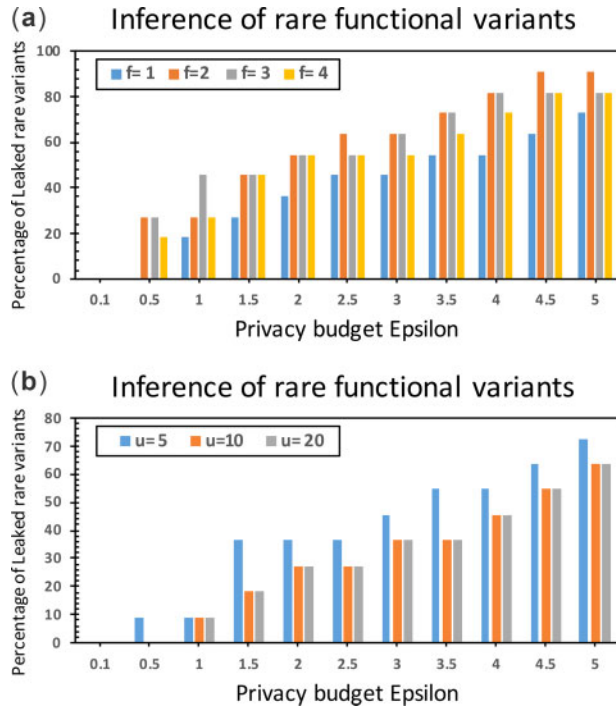 (a) Inference of rare functional variants
Percentage of Leaked rare variants
100
80
60
40
20
0
f= 1 f=2 f= 3 f= 4
0.1 0.5 1 1.5 2 2.5 3 3.5 4 4.5 5
Privacy budget Epsilon
(b) Inference of rare functional variants
Percentage of Leaked rare variants
80
70
60
50
40
30
20
10
0
u= 5 u=10 u= 20
0.1 0.5 1 1.5 2 2.5 3 3.5 4 4.5 5
Privacy budget Epsilon